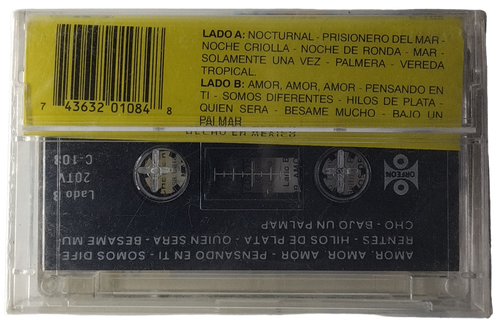 LADO A: NOCTURNAL - PRISIONERO DEL MAR -
NOCHE CRIOLLA - NOCHE DE RONDA - MAR -
SOLAMENTE UNA VEZ - PALMERA - VEREDA
TROPICAL.
LADO B: AMOR, AMOR, AMOR - PENSANDO EN
TI - SOMOS DIFERENTES - HILOS DE PLATA -
QUIEN SERA - BESAME MUCHO - BAJO UN
PALMAR
7 43632 01084 8
HECHO EN MEXICO
AMOR, AMOR, AMOR - PENSANDO EN TI - SOMOS DIFE
RENTES - HILOS DE PLATA - QUIEN SERA - BESAME MU
CHO - BAJO UN PALMAR
ORFEON
Lado B
20TV
C-108